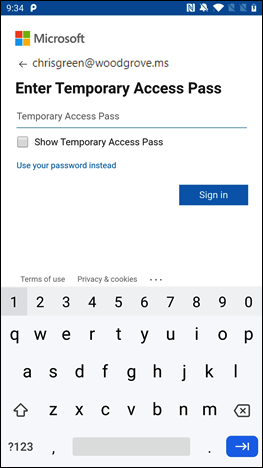 9:34
Microsoft
← chrisgreen@woodgrove.ms
Enter Temporary Access Pass
Temporary Access Pass
Show Temporary Access Pass
Use your password instead
Sign in
Terms of use Privacy & cookies ...
1 2 3 4 5 6 7 8 9 0
q w e r t y u i o p
a s d f g h j k l
z x c v b n m
?123 , .